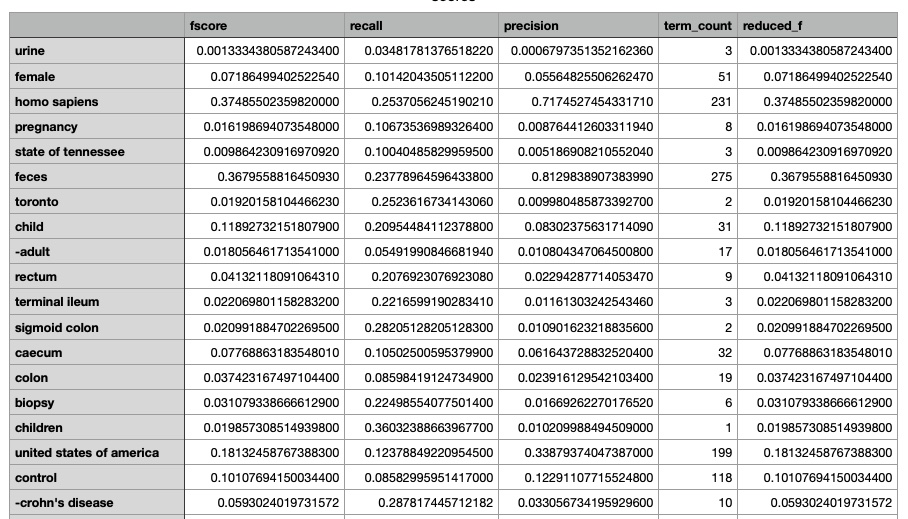 fscore recall precision term_count reduced_f
urine 0.0013334380587243400 0.03481781376518220 0.0006797351352162360 3 0.0013334380587243400
female 0.07186499402522540 0.10142043505112200 0.05564825506262470 51 0.07186499402522540
homo sapiens 0.37485502359820000 0.2537056245190210 0.7174527454331710 231 0.37485502359820000
pregnancy 0.016198694073548000 0.10673536989326400 0.008764412603311940 8 0.016198694073548000
state of tennessee 0.009864230916970920 0.10040485829959500 0.005186908210552040 3 0.009864230916970920
feces 0.3679558816450930 0.23778964596433800 0.8129838907383990 275 0.3679558816450930
toronto 0.01920158104466230 0.2523616734143060 0.009980485873392700 2 0.01920158104466230
child 0.11892732151807900 0.20954484112378800 0.08302375631714090 31 0.11892732151807900
-adult 0.018056461713541000 0.05491990846681940 0.010804347064500800 17 0.018056461713541000
rectum 0.04132118091064310 0.2076923076923080 0.02294287714053470 9 0.04132118091064310
terminal ileum 0.022069801158283200 0.2216599190283410 0.01161303242543460 3 0.022069801158283200
sigmoid colon 0.020991884702269500 0.28205128205128300 0.010901623218835600 2 0.020991884702269500
caecum 0.07768863183548010 0.10502500595379900 0.061643728832520400 32 0.07768863183548010
colon 0.037423167497104400 0.08598419124734900 0.023916129542103400 19 0.037423167497104400
biopsy 0.031079338666612900 0.22498554077501400 0.01669262270176520 6 0.031079338666612900
children 0.019857308514939800 0.36032388663967700 0.010209988494509000 1 0.019857308514939800
united states of america 0.18132458767388300 0.12378849220954500 0.33879374047387000 199 0.18132458767388300
control 0.10107694150034400 0.08582995951417000 0.12291107715524800 118 0.10107694150034400
-crohn's disease 0.0593024019731572 0.287817445712182 0.033056734195929600 10 0.0593024019731572